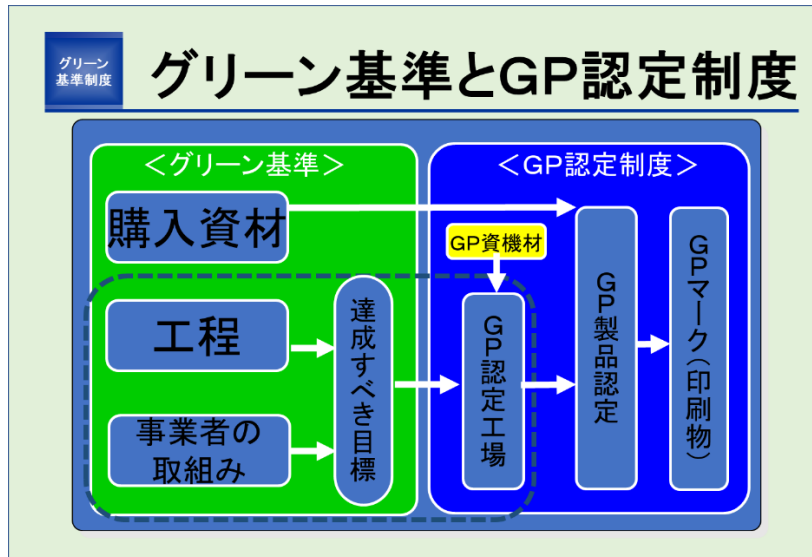 グリーン
基準制度
グリーン基準とGP認定制度
＜グリーン基準＞
＜GP認定制度＞
購入資材
GP資機材
工程
事業者の
取組み
達成すべき目標
GP認定工場
GP製品認定
GPマーク（印刷物）